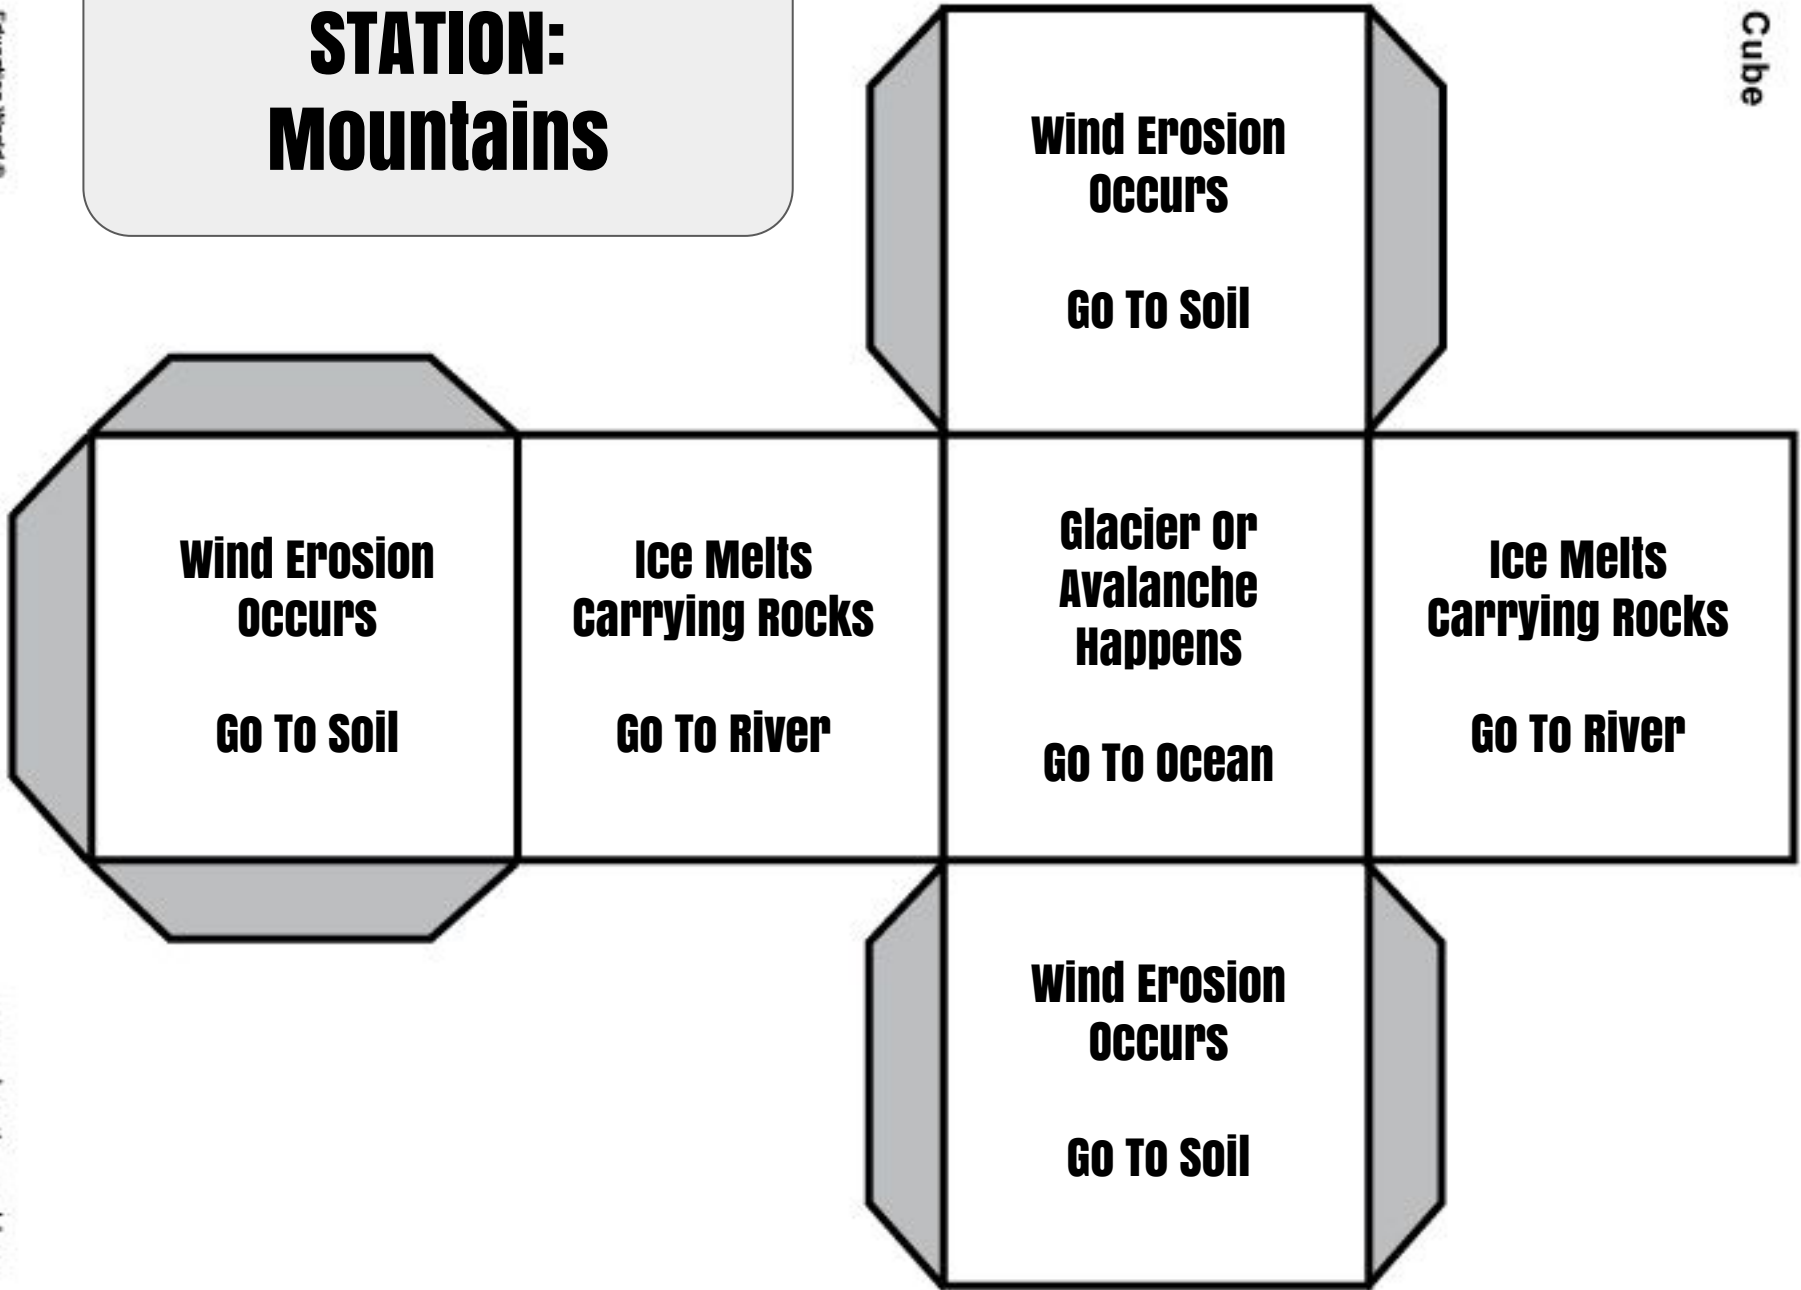 STATION:
Mountains
Cube
Wind Erosion
Occurs
Go To Soil
Wind Erosion
Occurs
Go To Soil
Ice Melts
Carrying Rocks
Go To River
Glacier Or
Avalanche
Happens
Go To Ocean
Ice Melts
Carrying Rocks
Go To River
Wind Erosion
Occurs
Go To Soil